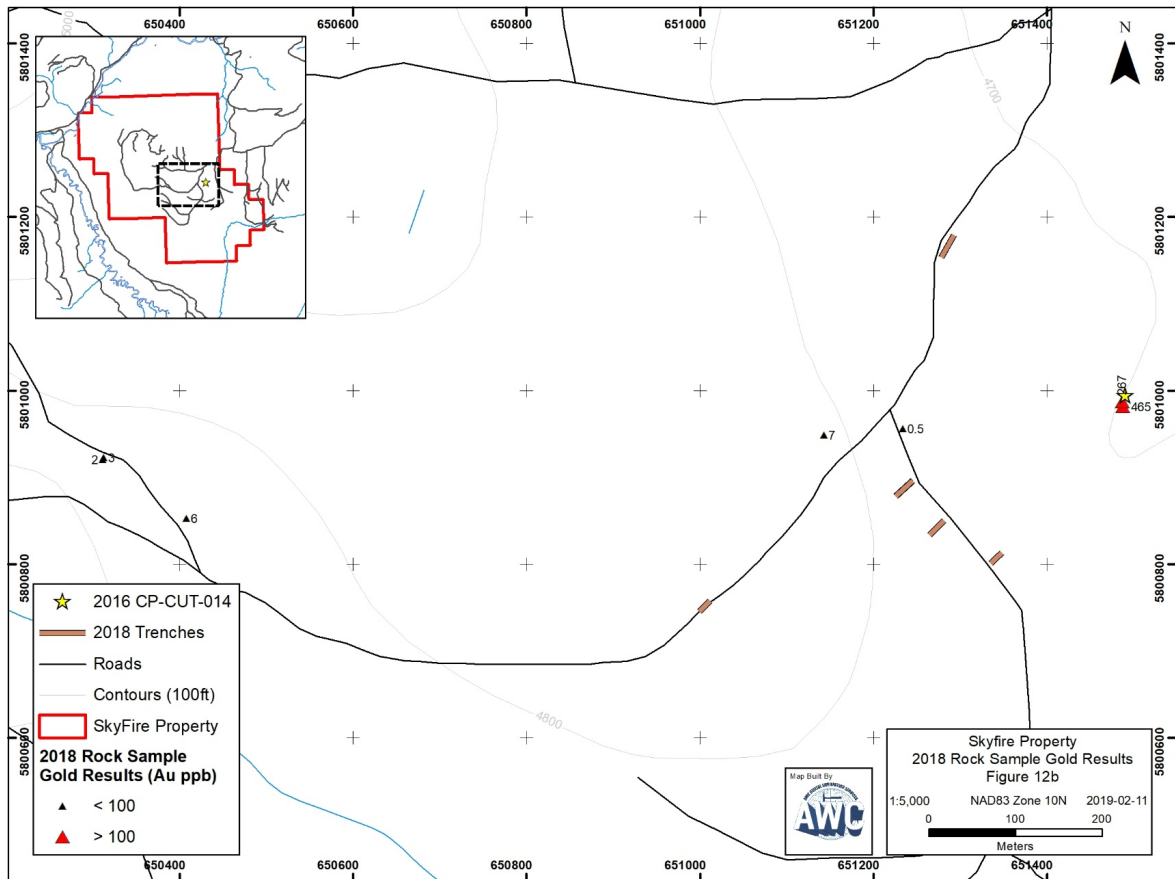 650400 650600 650800 651000 651200 651400
5801400
5801200
5801000
5800800
5800600
5801400
5801200
5801000
5800800
5800600
N
5000
4700
4800
267
465
7
0.5
2 3
6
2016 CP-CUT-014
2018 Trenches
Roads
Contours (100ft)
SkyFire Property
2018 Rock Sample
Gold Results (Au ppb)
< 100
> 100
Map Built By
AWC
Skyfire Property
2018 Rock Sample Gold Results
Figure 12b
1:5,000 NAD83 Zone 10N 2019-02-11
0 100 200
Meters
650400 650600 650800 651000 651200 651400